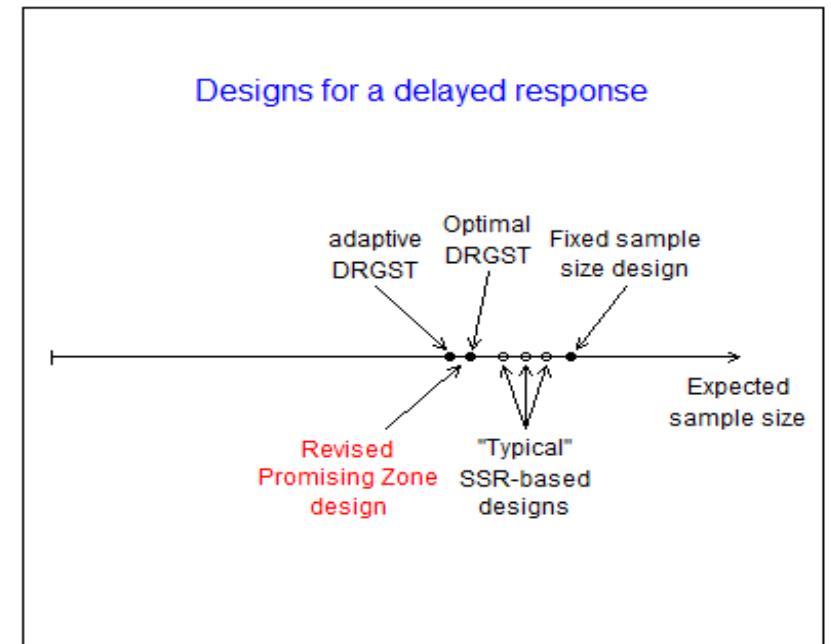 Designs for a delayed response
adaptive
DRGST
Optimal
DRGST
Fixed sample
size design
Expected
sample size
Revised
Promising Zone
design
"Typical"
SSR-based
designs